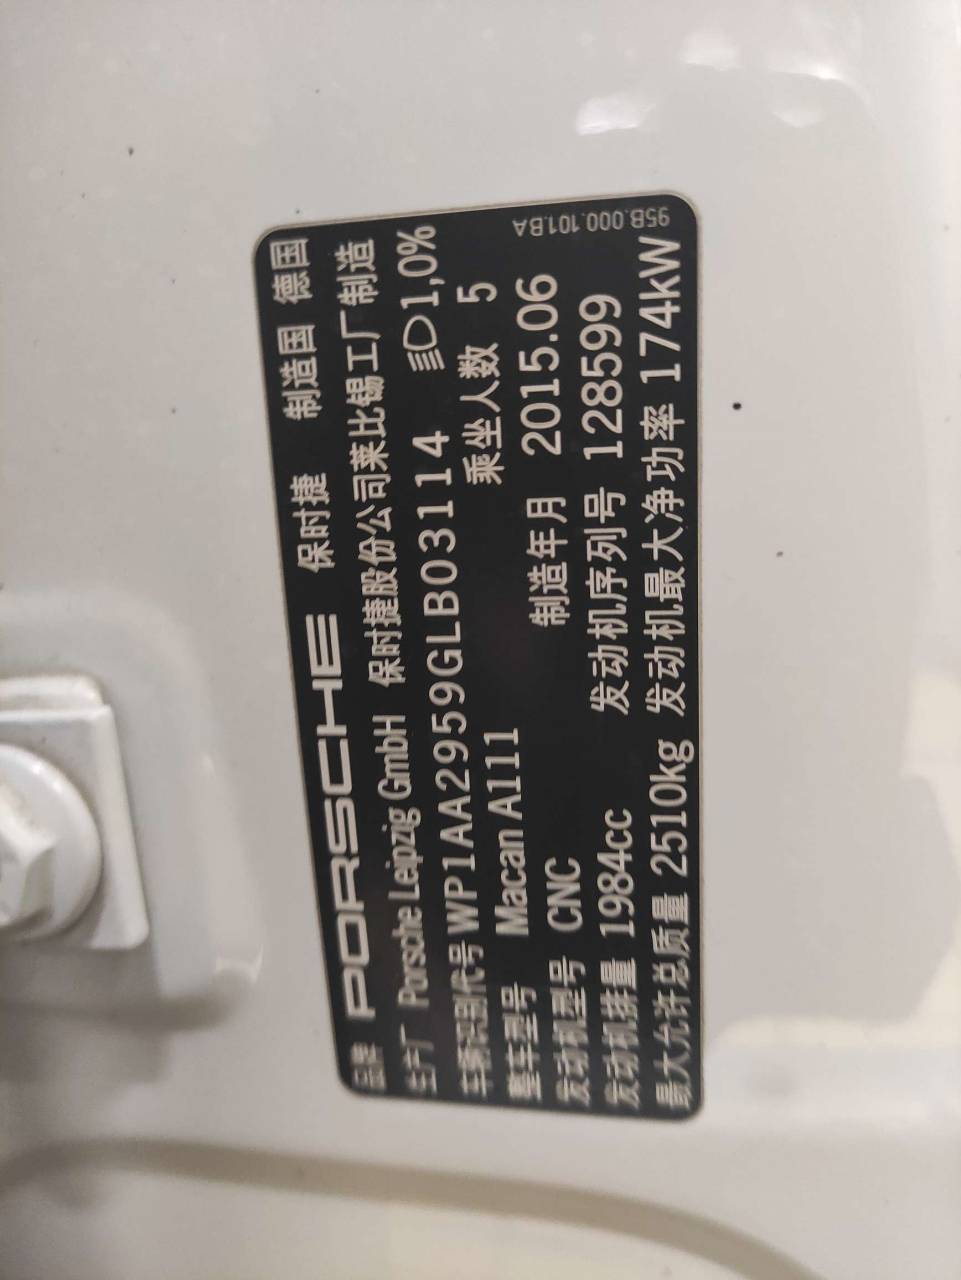 95B.000.101.BA
品牌 PORSCHE 保时捷 制造国 德国
生产厂 Porsche Leipzig GmbH 保时捷股份公司莱比锡工厂制造
车辆识别代号 WP1AA2959GLB03114 1,0%
整车型号 Macan A111 乘坐人数 5
发动机型号 CNC 制造年月 2015.06
发动机排量 1984cc 发动机序列号 128599
最大允许总质量 2510kg 发动机最大净功率 174kW